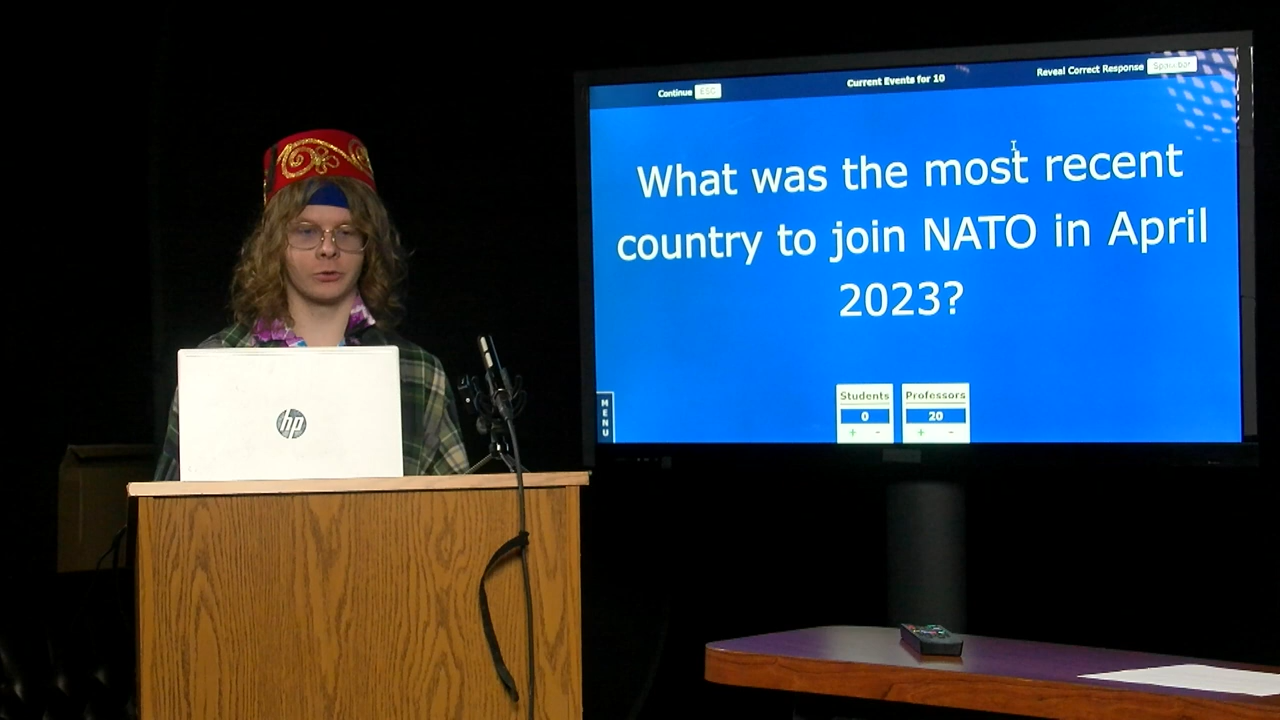 Continue ESC Current Events for 10 Reveal Correct Response Spacebar
What was the most recent
country to join NATO in April
2023?
MENU
Students Professors
0 20
+ - + -
hp